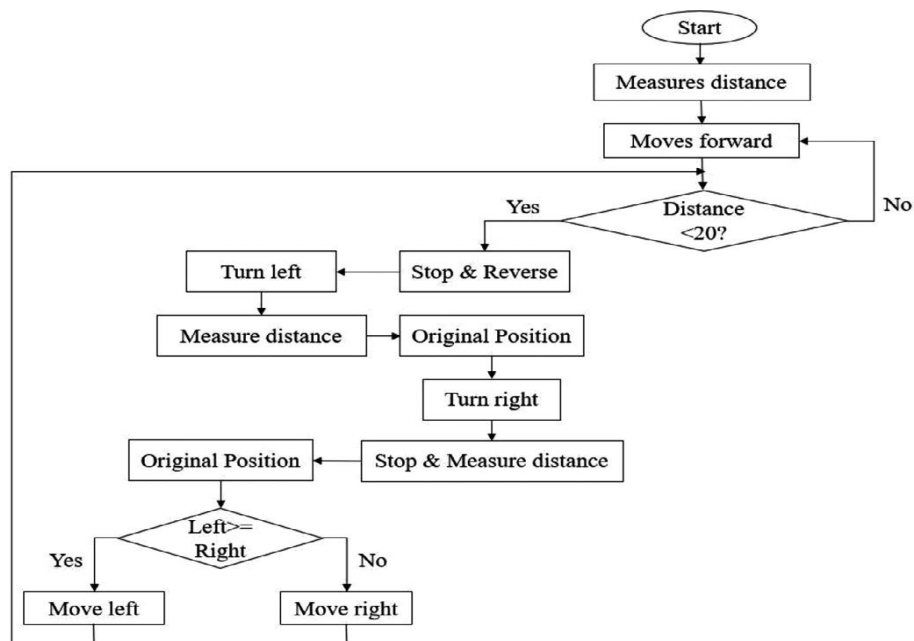 Start
Measures distance
Moves forward
No
Yes
Distance
<20?
Turn left
Stop & Reverse
Measure distance
Original Position
Turn right
Original Position
Stop & Measure distance
Left>=
Right
Yes
No
Move left
Move right